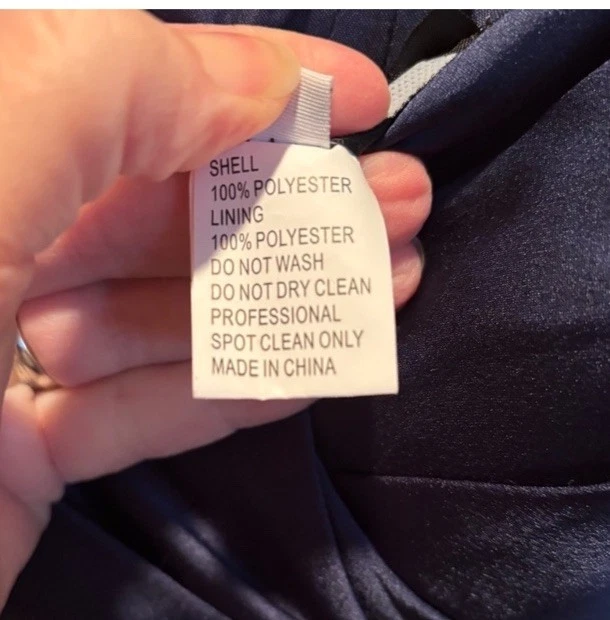 SHELL
100% POLYESTER
LINING
100% POLYESTER
DO NOT WASH
DO NOT DRY CLEAN
PROFESSIONAL
SPOT CLEAN ONLY
MADE IN CHINA